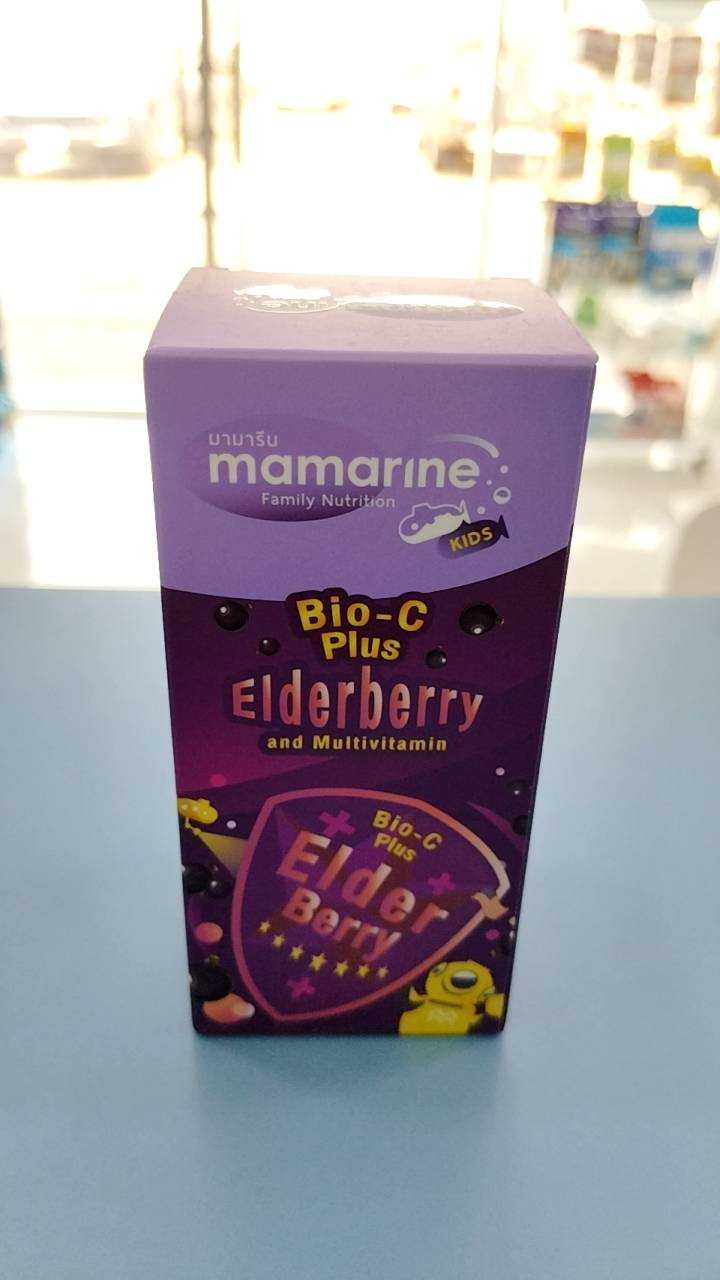 มามารีน
mamarine
Family Nutrition
KIDS
Bio-C
Plus
Elderberry
and Multivitamin
Bio-C
Plus
Elder
Berry